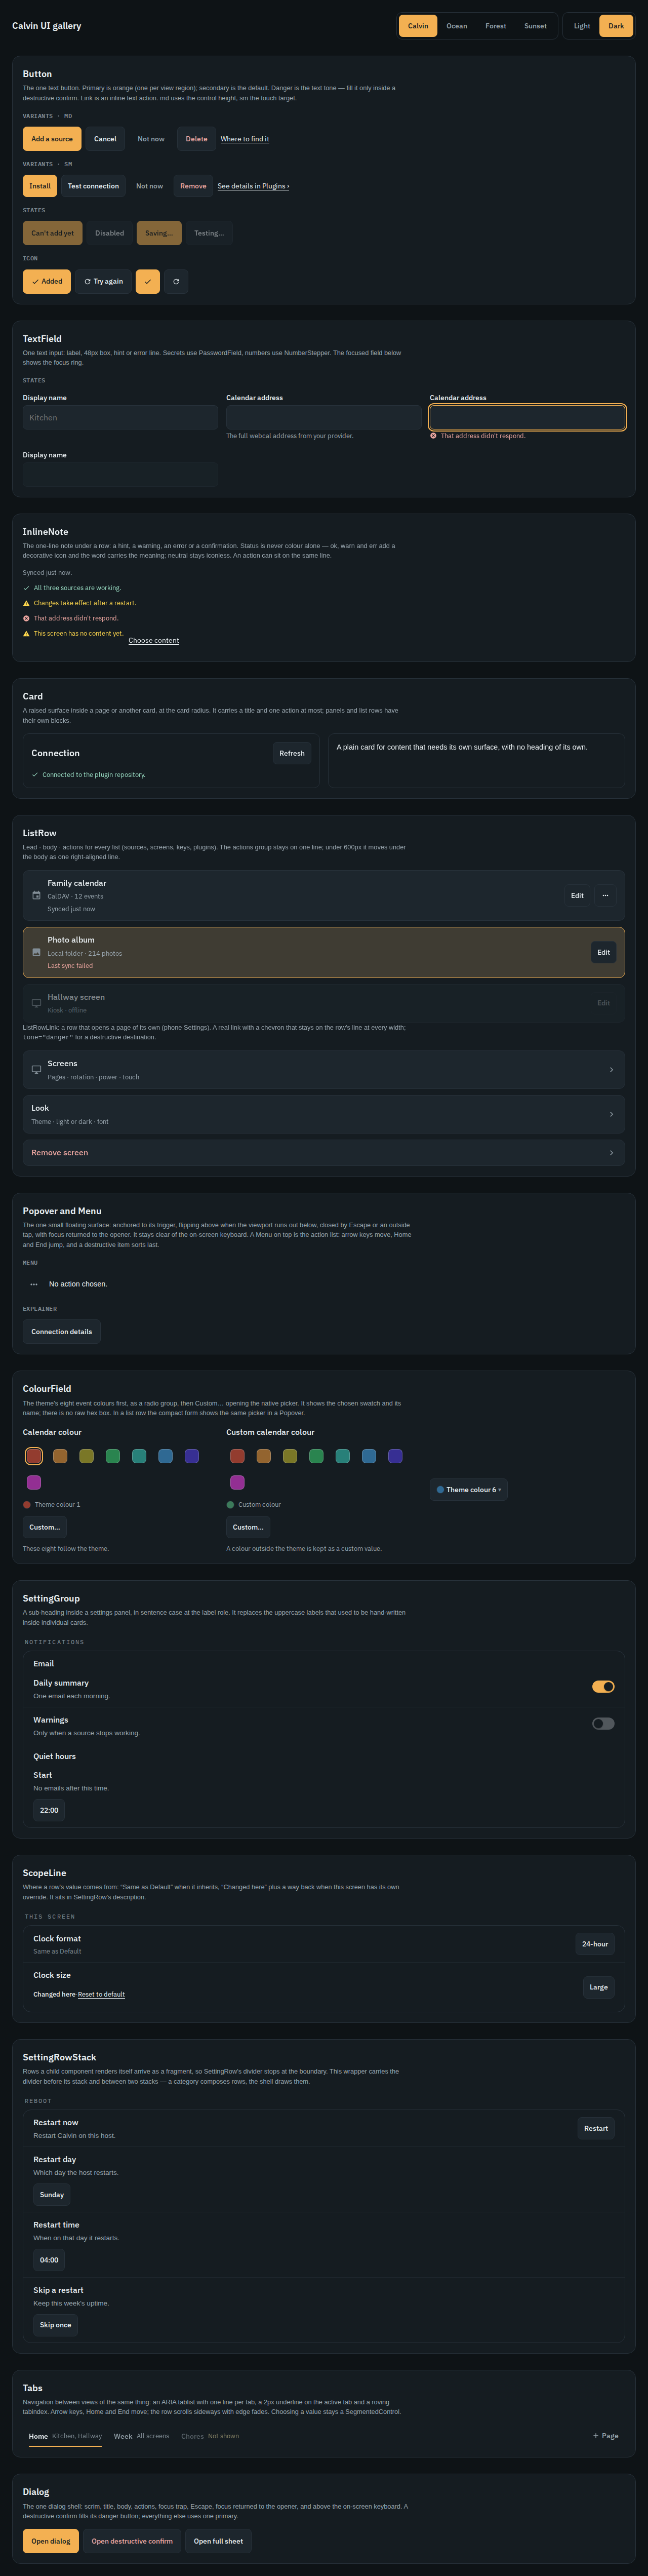 Calvin UI gallery
Calvin Ocean Forest Sunset Light Dark
Button
The one text button. Primary is orange (one per view region); secondary is the default. Danger is the text tone — fill it only inside a
destructive confirm. Link is an inline text action. md uses the control height, sm the touch target.
VARIANTS · MD
Add a source Cancel Not now Delete Where to find it
VARIANTS · SM
Install Test connection Not now Remove See details in Plugins ›
STATES
Can't add yet Disabled Saving… Testing…
ICON
Added Try again
TextField
One text input: label, 48px box, hint or error line. Secrets use PasswordField, numbers use NumberStepper. The focused field below
shows the focus ring.
STATES
Display name Calendar address Calendar address
Kitchen
The full webcal address from your provider. That address didn't respond.
Display name
InlineNote
The one-line note under a row: a hint, a warning, an error or a confirmation. Status is never colour alone — ok, warn and err add a
decorative icon and the word carries the meaning; neutral stays iconless. An action can sit on the same line.
Synced just now.
All three sources are working.
Changes take effect after a restart.
That address didn't respond.
This screen has no content yet. Choose content
Card
A raised surface inside a page or another card, at the card radius. It carries a title and one action at most; panels and list rows have
their own blocks.
Connection Refresh
Connected to the plugin repository.
A plain card for content that needs its own surface, with no heading of its own.
ListRow
Lead · body · actions for every list (sources, screens, keys, plugins). The actions group stays on one line; under 600px it moves under
the body as one right-aligned line.
Family calendar
CalDAV · 12 events
Synced just now
Edit
Photo album
Local folder · 214 photos
Last sync failed
Edit
Hallway screen
Kiosk · offline
Edit
ListRowLink: a row that opens a page of its own (phone Settings). A real link with a chevron that stays on the row's line at every width;
tone="danger" for a destructive destination.
Screens
Pages · rotation · power · touch
Look
Theme · light or dark · font
Remove screen
Popover and Menu
The one small floating surface: anchored to its trigger, flipping above when the viewport runs out below, closed by Escape or an outside
tap, with focus returned to the opener. It stays clear of the on-screen keyboard. A Menu on top is the action list: arrow keys move, Home
and End jump, and a destructive item sorts last.
MENU
No action chosen.
EXPLAINER
Connection details
ColourField
The theme's eight event colours first, as a radio group, then Custom… opening the native picker. It shows the chosen swatch and its
name; there is no raw hex box. In a list row the compact form shows the same picker in a Popover.
Calendar colour Custom calendar colour
Theme colour 6
Theme colour 1 Custom colour
Custom… Custom…
These eight follow the theme. A colour outside the theme is kept as a custom value.
SettingGroup
A sub-heading inside a settings panel, in sentence case at the label role. It replaces the uppercase labels that used to be hand-written
inside individual cards.
NOTIFICATIONS
Email
Daily summary
One email each morning.
Warnings
Only when a source stops working.
Quiet hours
Start
No emails after this time.
22:00
ScopeLine
Where a row's value comes from: "Same as Default" when it inherits, "Changed here" plus a way back when this screen has its own
override. It sits in SettingRow's description.
THIS SCREEN
Clock format
Same as Default
24-hour
Clock size
Changed here · Reset to default
Large
SettingRowStack
Rows a child component renders itself arrive as a fragment, so SettingRow's divider stops at the boundary. This wrapper carries the
divider before its stack and between two stacks — a category composes rows, the shell draws them.
REBOOT
Restart now
Restart Calvin on this host.
Restart
Restart day
Which day the host restarts.
Sunday
Restart time
When on that day it restarts.
04:00
Skip a restart
Keep this week's uptime.
Skip once
Tabs
Navigation between views of the same thing: an ARIA tablist with one line per tab, a 2px underline on the active tab and a roving
tabindex. Arrow keys, Home and End move; the row scrolls sideways with edge fades. Choosing a value stays a SegmentedControl.
Home Kitchen, Hallway Week All screens Chores Not shown + Page
Dialog
The one dialog shell: scrim, title, body, actions, focus trap, Escape, focus returned to the opener, and above the on-screen keyboard. A
destructive confirm fills its danger button; everything else uses one primary.
Open dialog Open destructive confirm Open full sheet